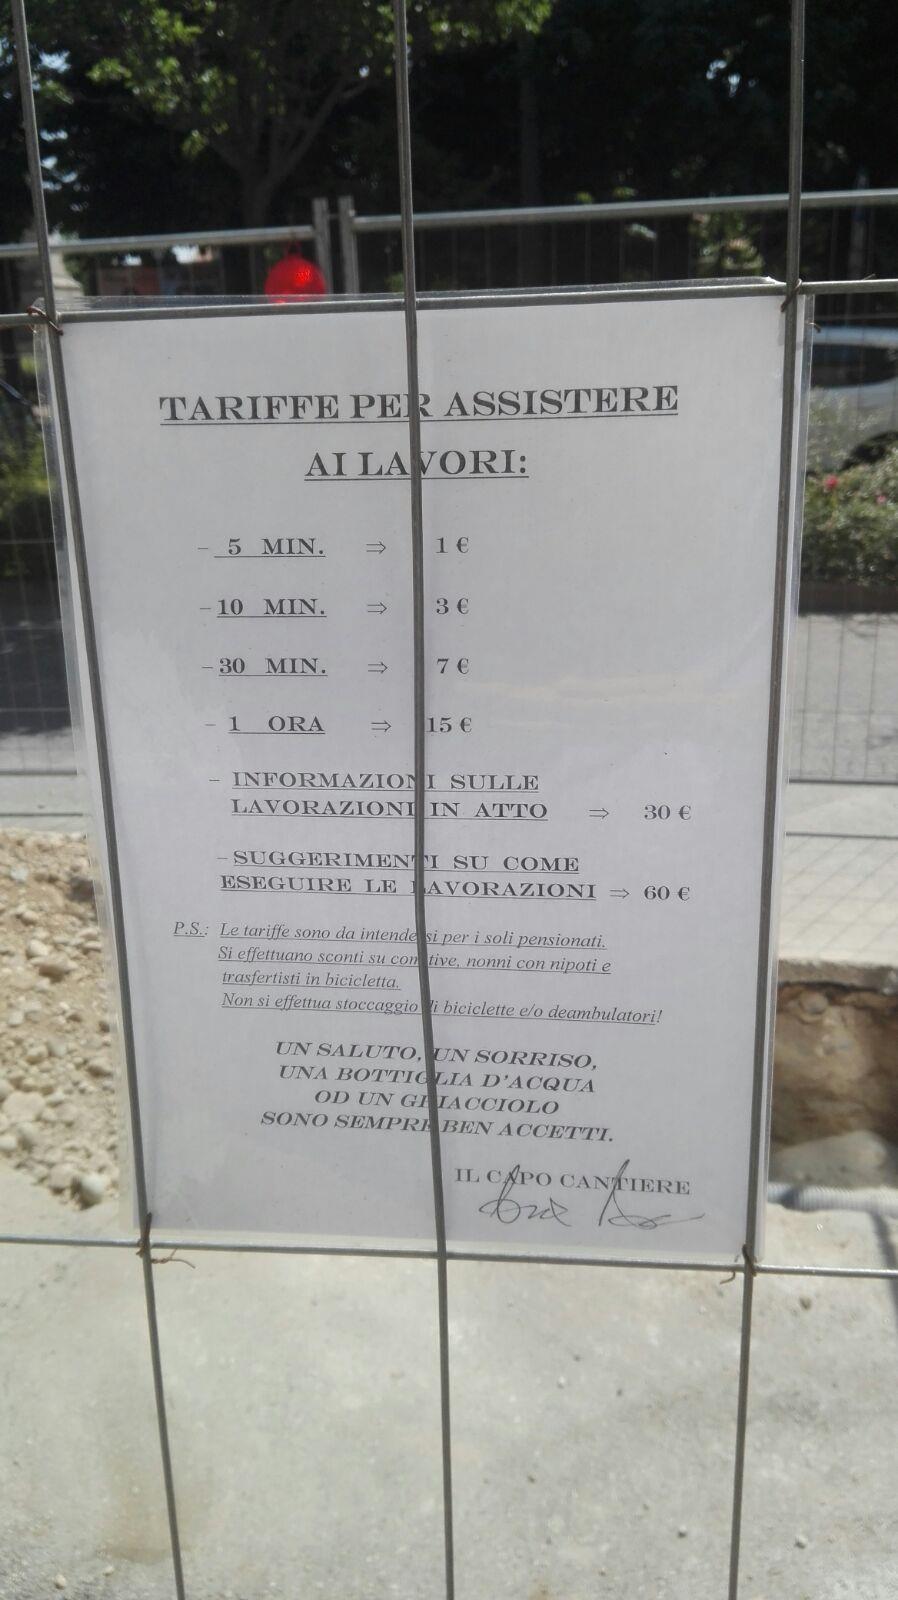 TARIFFE PER ASSISTERE
AI LAVORI:
- 5 MIN. ⇒ 1 €
- 10 MIN. ⇒ 3 €
- 30 MIN. ⇒ 7 €
- 1 ORA ⇒ 15 €
- INFORMAZIONI SULLE
LAVORAZIONI IN ATTO ⇒ 30 €
- SUGGERIMENTI SU COME
ESEGUIRE LE LAVORAZIONI ⇒ 60 €
P.S.: Le tariffe sono da intendersi per i soli pensionati.
Si effettuano sconti su comitive, nonni con nipoti e
trasfertisti in bicicletta.
Non si effettua stoccaggio di biciclette e/o deambulatori!
UN SALUTO, UN SORRISO,
UNA BOTTIGLIA D'ACQUA
OD UN GHIACCIOLO
SONO SEMPRE BEN ACCETTI.
IL CAPO CANTIERE